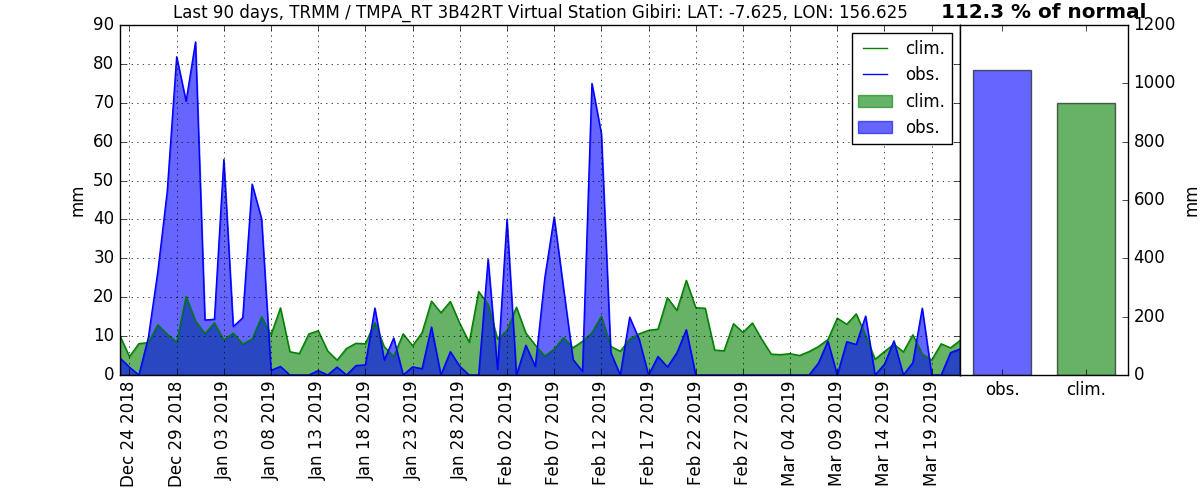 Last 90 days, TRMM / TMPA_RT 3B42RT Virtual Station Gibiri: LAT: -7.625, LON: 156.625
112.3 % of normal
90
80
70
60
50
40
30
20
10
0
mm
clim.
obs.
clim.
obs.
1200
1000
800
600
400
200
0
mm
obs.
clim.
Dec 24 2018
Dec 29 2018
Jan 03 2019
Jan 08 2019
Jan 13 2019
Jan 18 2019
Jan 23 2019
Jan 28 2019
Feb 02 2019
Feb 07 2019
Feb 12 2019
Feb 17 2019
Feb 22 2019
Feb 27 2019
Mar 04 2019
Mar 09 2019
Mar 14 2019
Mar 19 2019